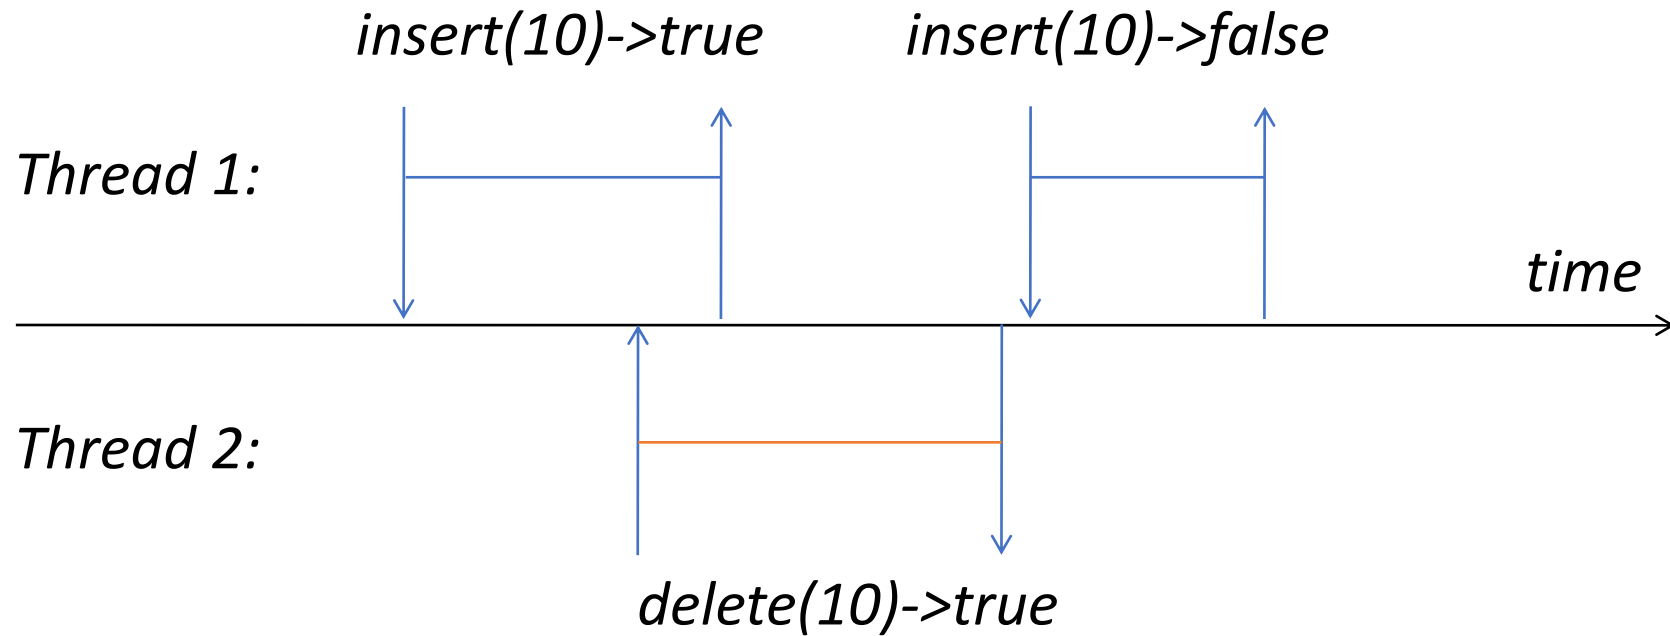 insert(10)->true
insert(10)->false
Thread 1:
time
Thread 2:
delete(10)->true